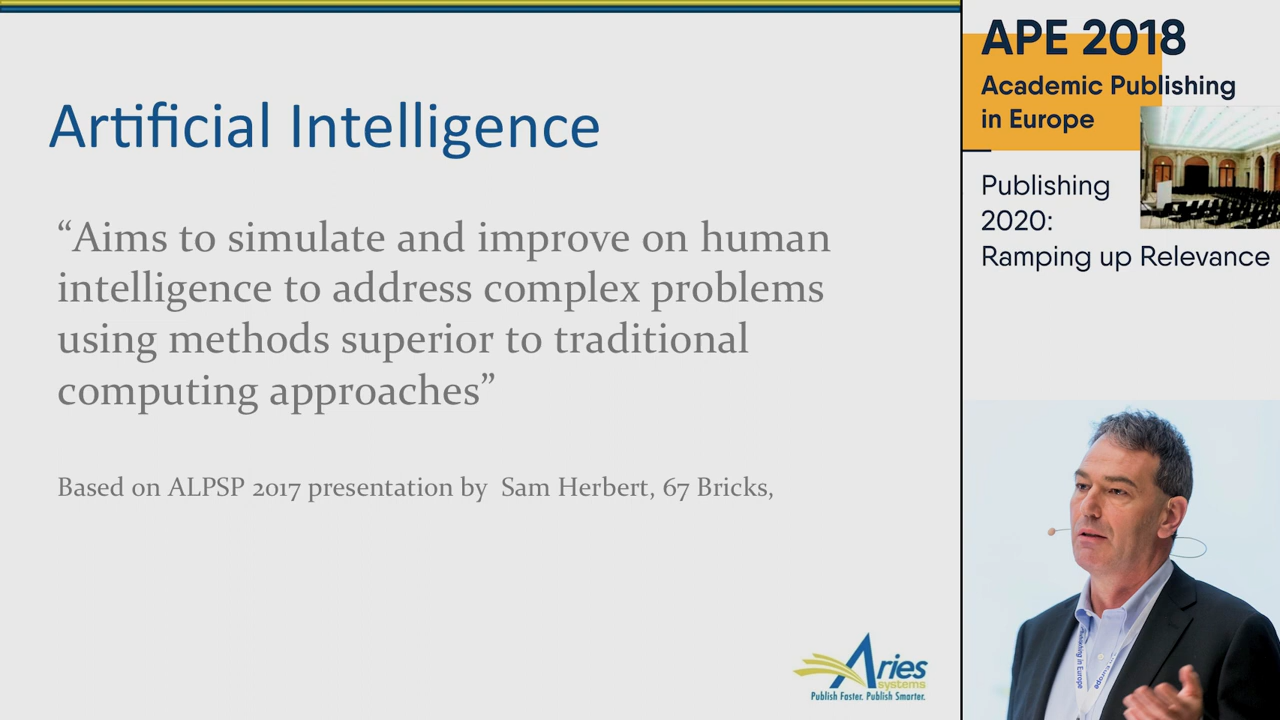 Artificial Intelligence
“Aims to simulate and improve on human
intelligence to address complex problems
using methods superior to traditional
computing approaches”
Based on ALPSP 2017 presentation by  Sam Herbert, 67 Bricks,
Aries
systems
Publish Faster. Publish Smarter.
APE 2018
Academic Publishing
in Europe
Publishing
2020:
Ramping up Relevance